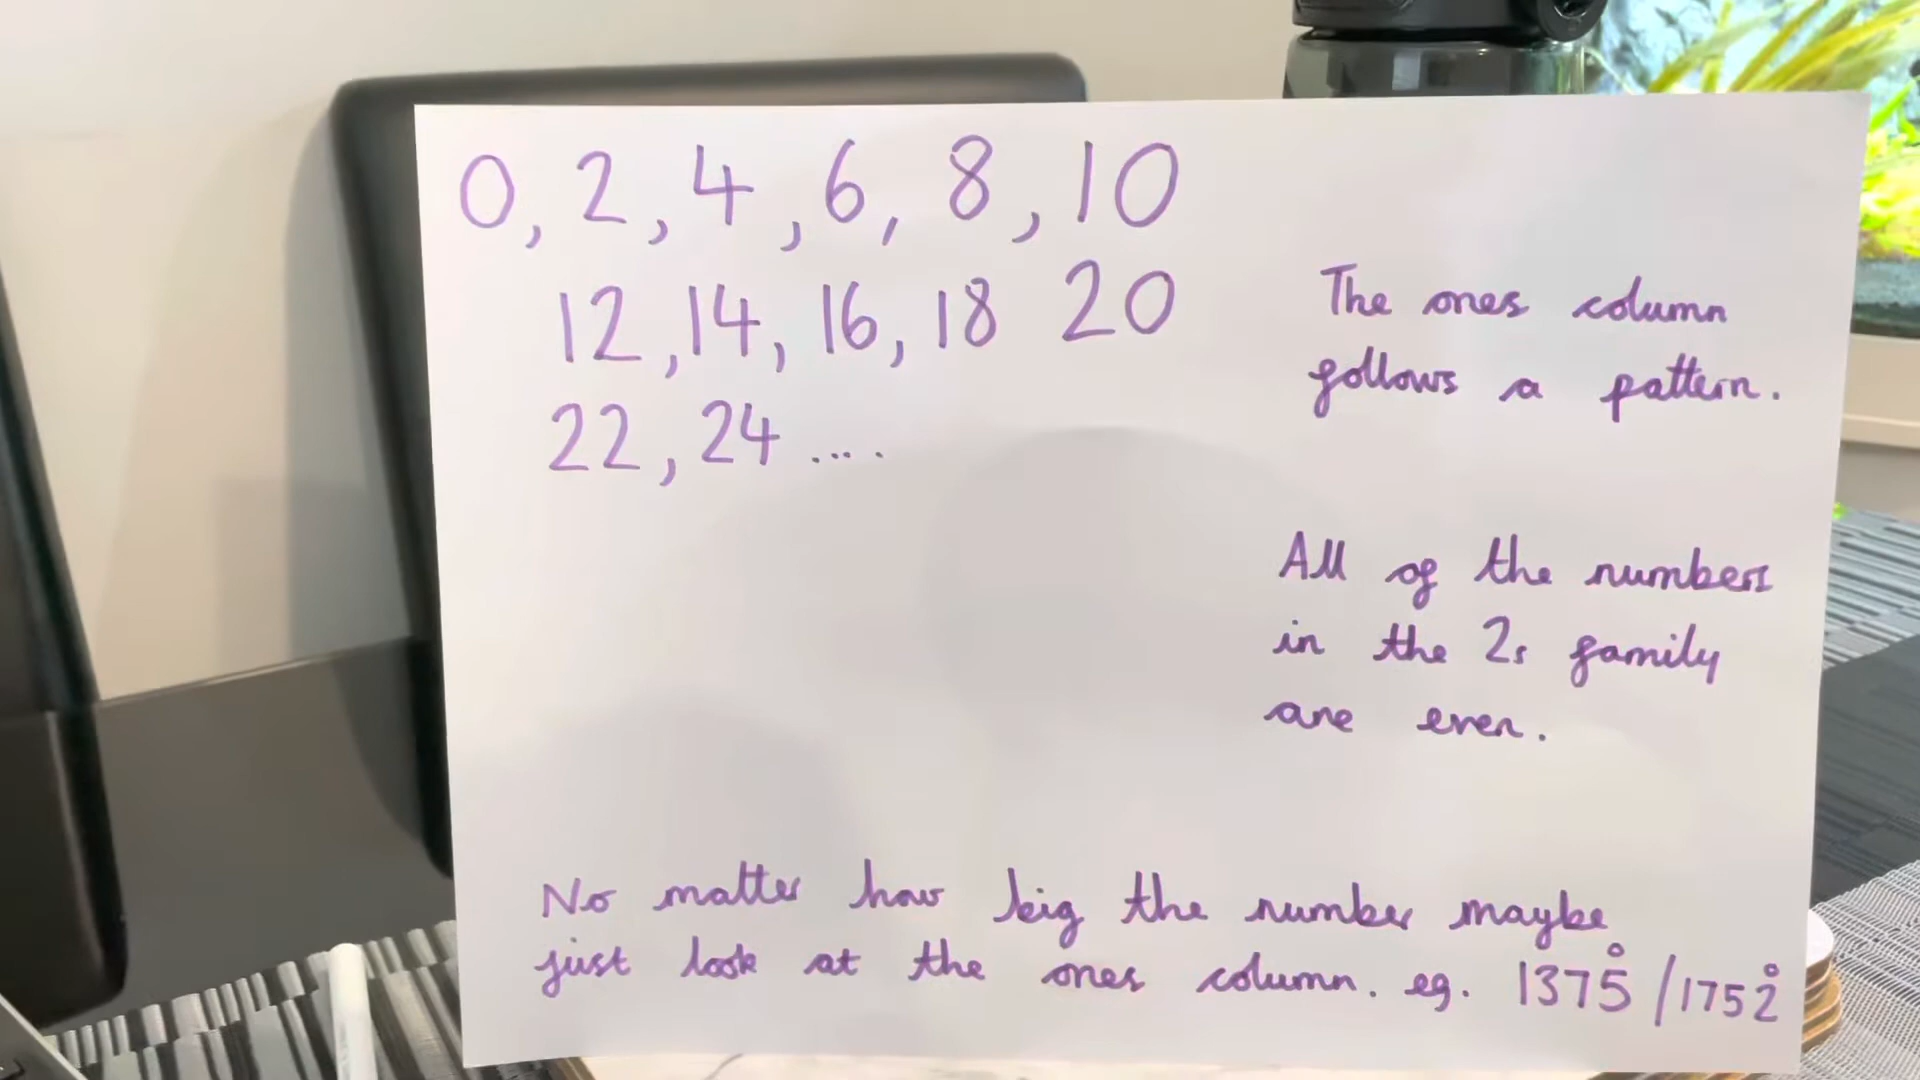 0, 2, 4, 6, 8, 10
12, 14, 16, 18 20
22, 24 ....
The ones column
follows a pattern.
All of the numbers
in the 2s family
are even.
No matter how big the number maybe
just look at the ones column. eg. 1375 / 1752